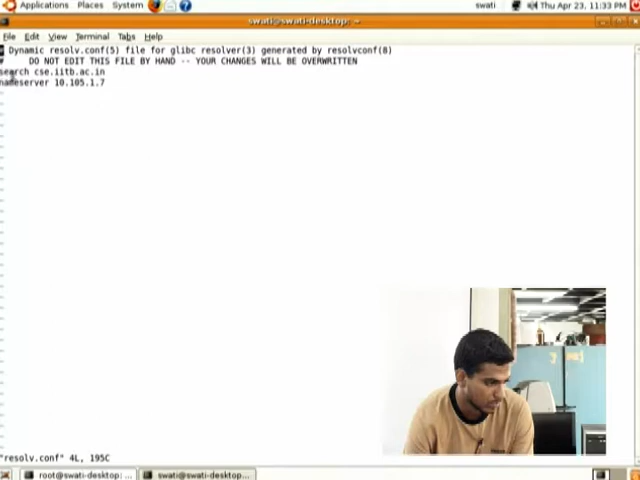 Applications Places System swati Thu Apr 23, 11:33 PM
swati@swati-desktop: ~
File Edit View Terminal Tabs Help
# Dynamic resolv.conf(5) file for glibc resolver(3) generated by resolvconf(8)
# DO NOT EDIT THIS FILE BY HAND -- YOUR CHANGES WILL BE OVERWRITTEN
search cse.iitb.ac.in
nameserver 10.105.1.7
"resolv.conf" 4L, 195C
root@swati-desktop: ... swati@swati-desktop...